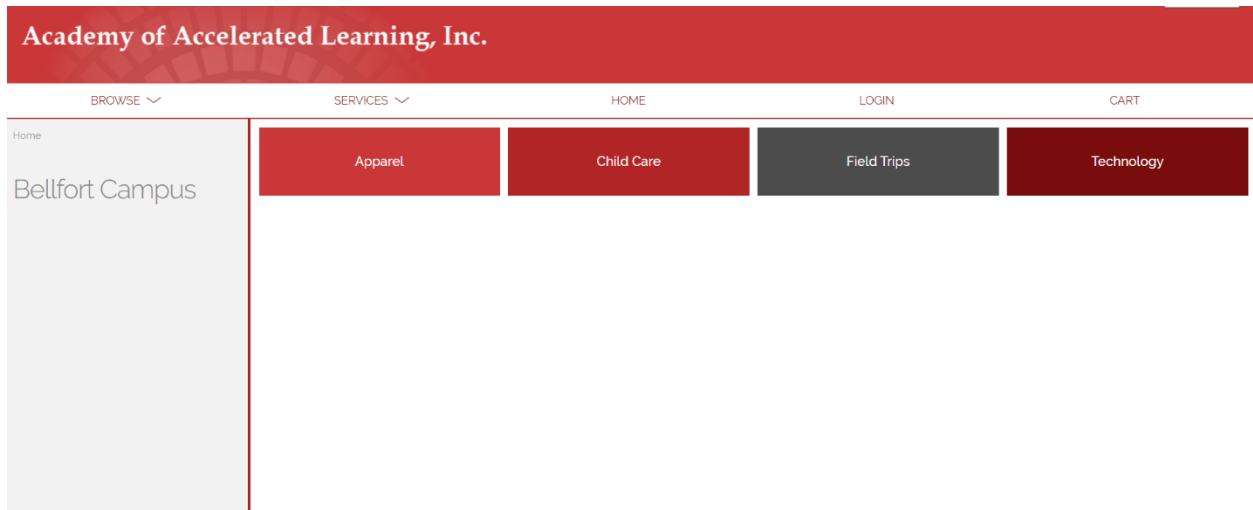 Academy of Accelerated Learning, Inc.
BROWSE SERVICES HOME LOGIN CART
Home
Bellfort Campus
Apparel Child Care Field Trips Technology